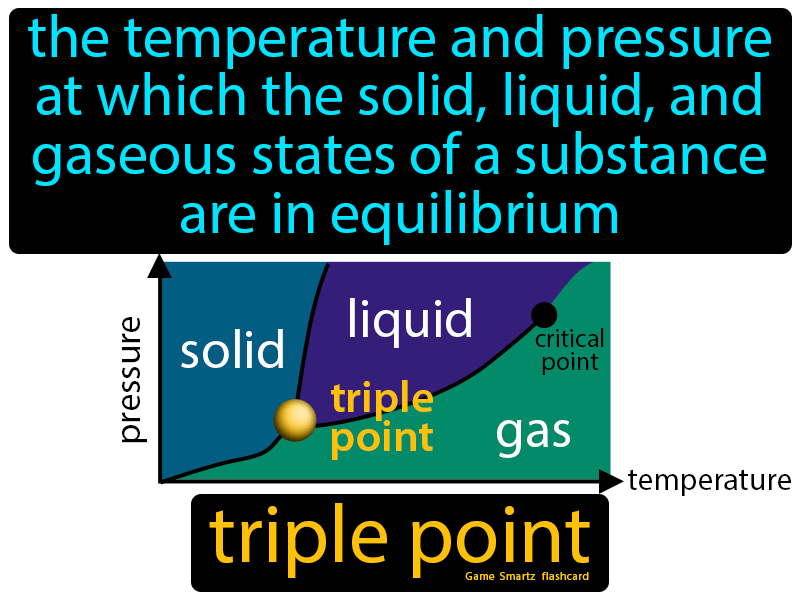 the temperature and pressure
at which the solid, liquid, and
gaseous states of a substance
are in equilibrium
pressure
solid
liquid
critical
point
triple
point
gas
temperature
triple point
Game Smartz flashcard